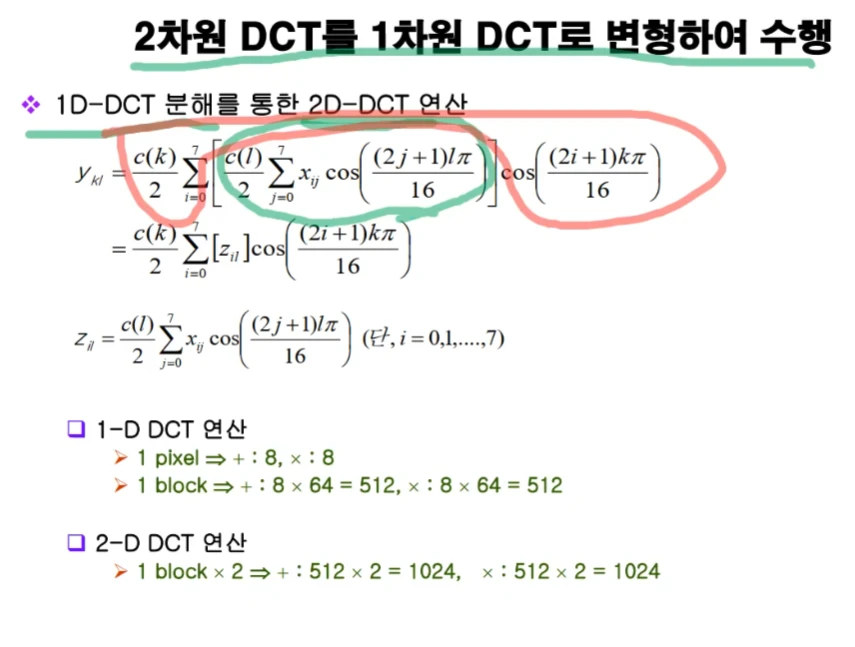 2차원 DCT를 1차원 DCT로 변형하여 수행
❖ 1D-DCT 분해를 통한 2D-DCT 연산
y_kl = c(k)/2 ∑_{i=0}^{7} [ c(l)/2 ∑_{j=0}^{7} x_ij cos( (2j+1)lπ / 16 ) ] cos( (2i+1)kπ / 16 )
= c(k)/2 ∑_{i=0}^{7} [z_il] cos( (2i+1)kπ / 16 )
z_il = c(l)/2 ∑_{j=0}^{7} x_ij cos( (2j+1)lπ / 16 ) (단, i = 0,1,....,7)
❑ 1-D DCT 연산
➢ 1 pixel ⇒ + : 8, × : 8
➢ 1 block ⇒ + : 8 × 64 = 512, × : 8 × 64 = 512
❑ 2-D DCT 연산
➢ 1 block × 2 ⇒ + : 512 × 2 = 1024, × : 512 × 2 = 1024